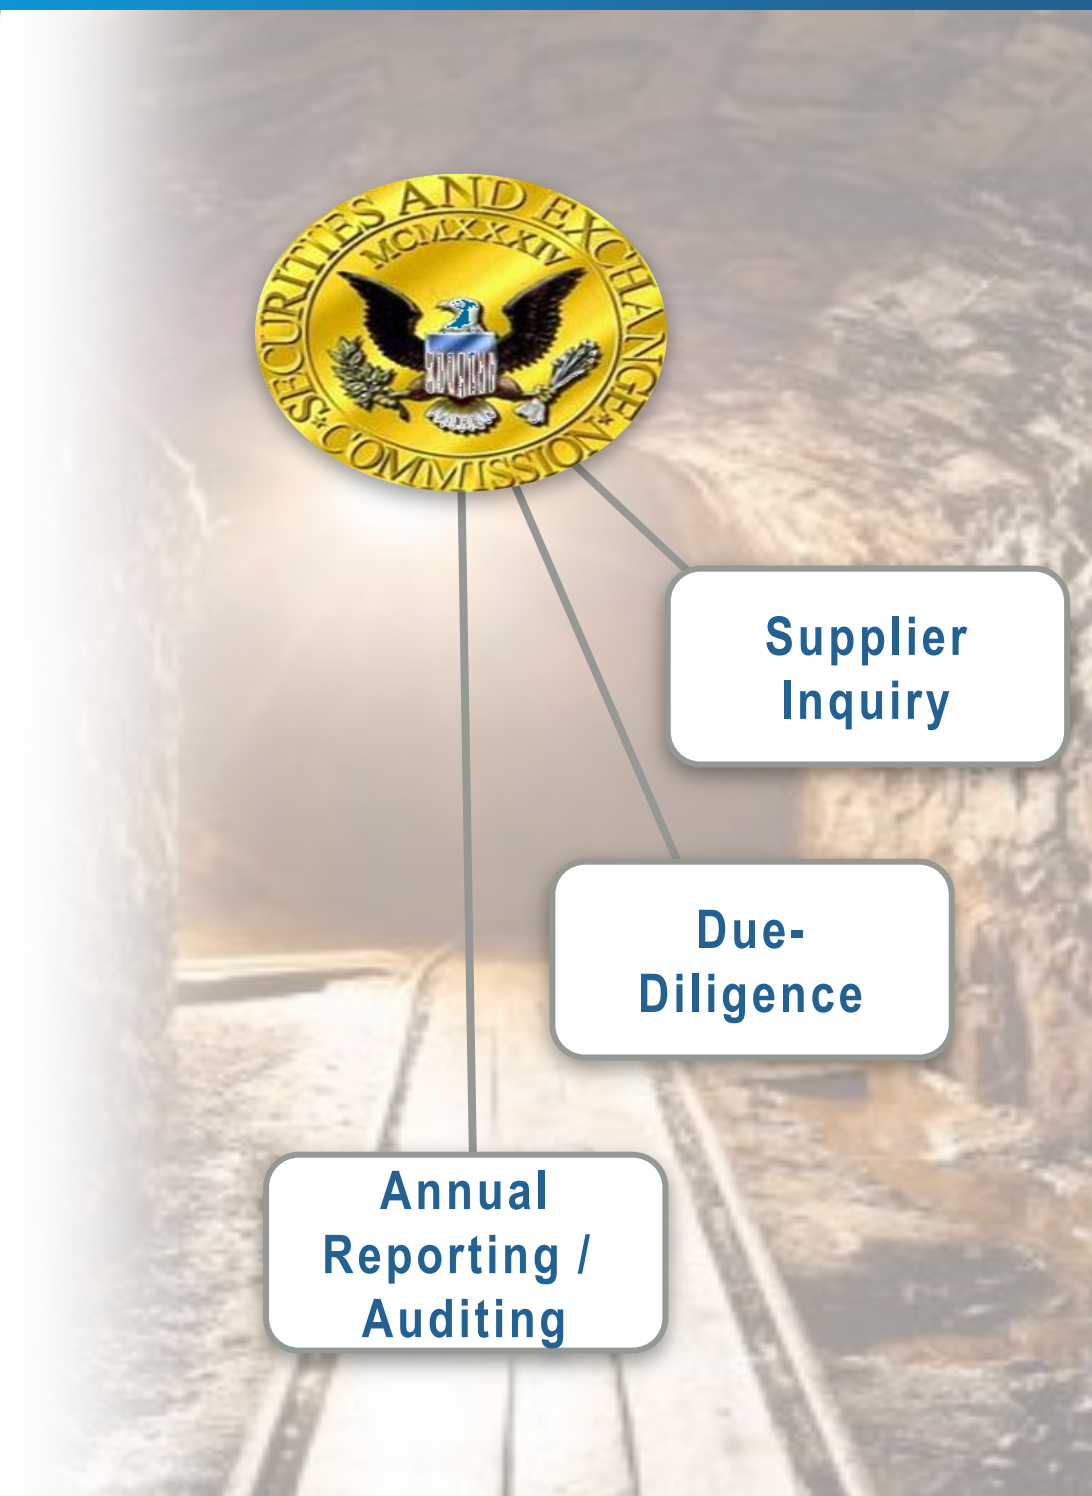 SECURITIES AND EXCHANGE
COMMISSION
MCMXXXIV
Supplier
Inquiry
Due-
Diligence
Annual
Reporting /
Auditing